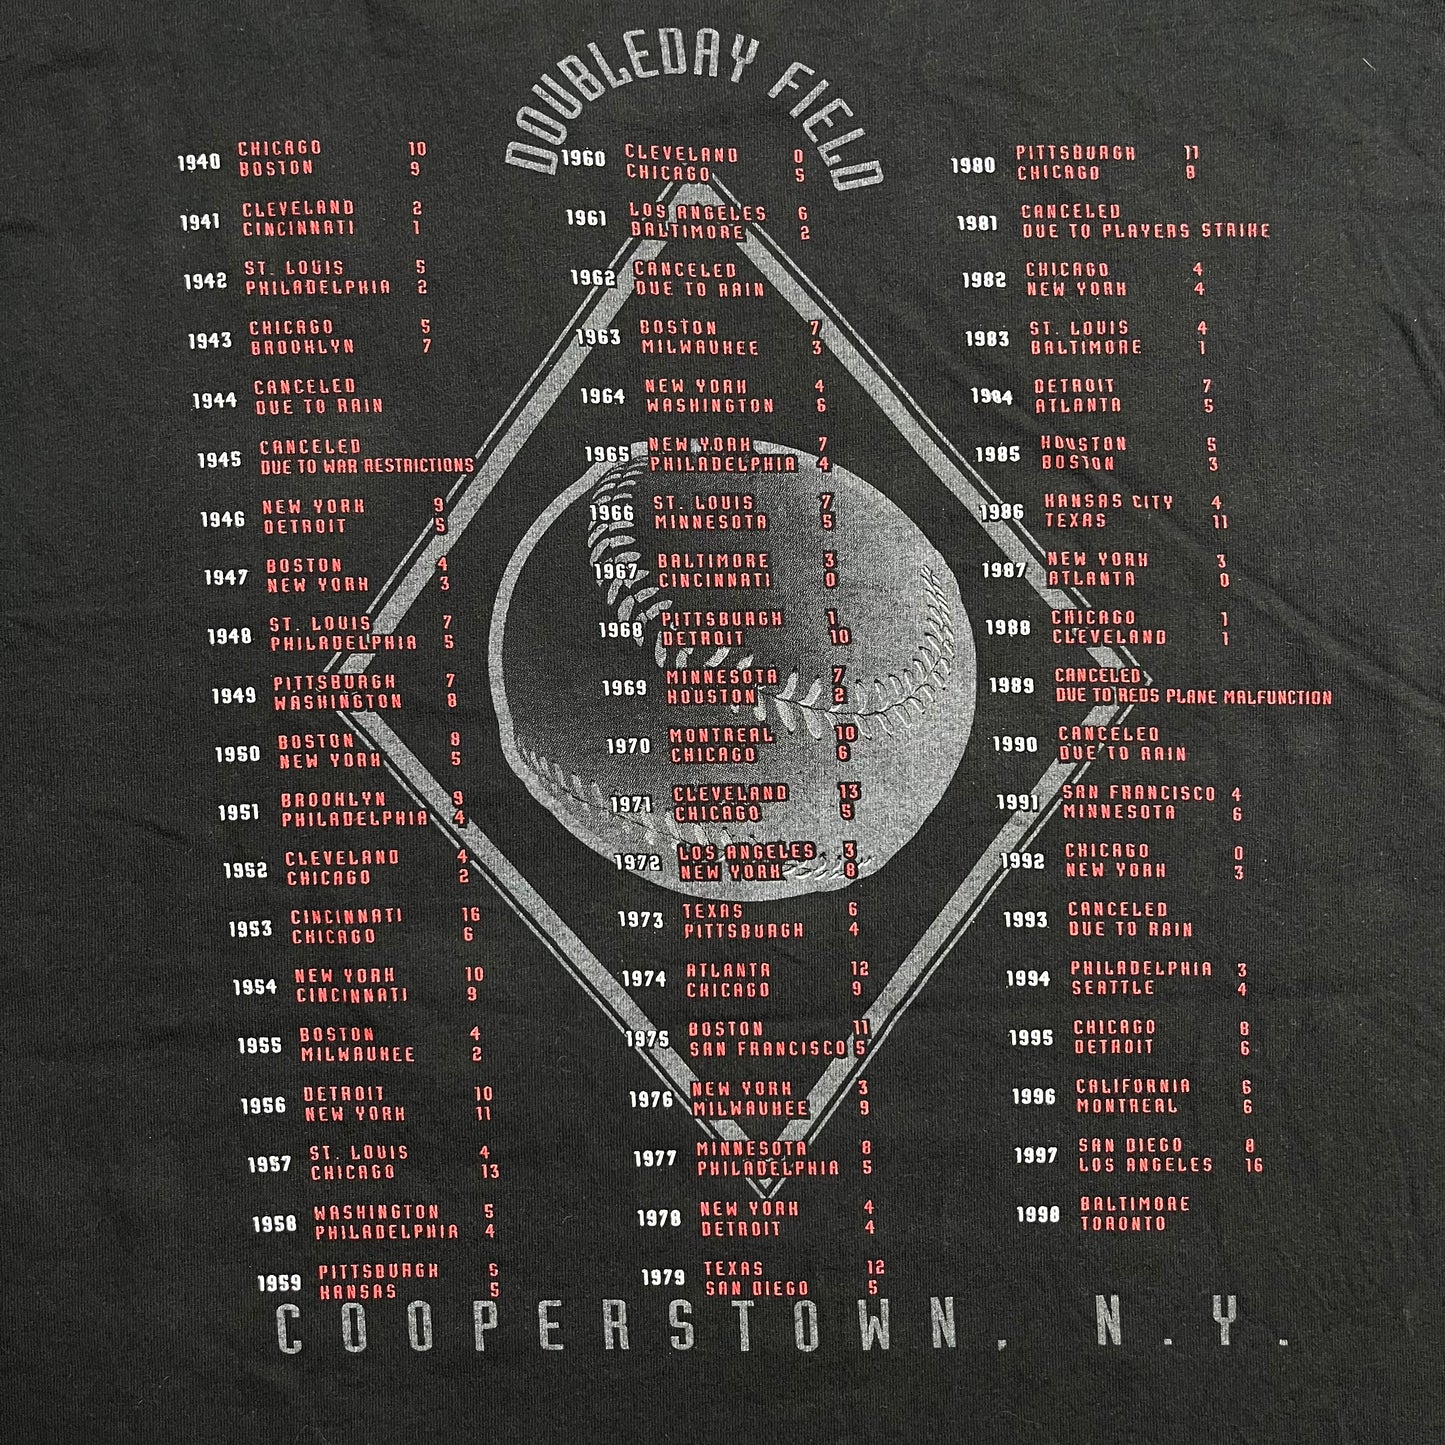 DOUBLEDAY FIELD
1940 CHICAGO 10
BOSTON 9
1941 CLEVELAND 2
CINCINNATI 1
1942 ST. LOUIS 5
PHILADELPHIA 2
1943 CHICAGO 5
BROOKLYN 7
1944 CANCELED
DUE TO RAIN
1945 CANCELED
DUE TO WAR RESTRICTIONS
1946 NEW YORK 9
DETROIT 5
1947 BOSTON 4
NEW YORK 3
1948 ST. LOUIS 7
PHILADELPHIA 5
1949 PITTSBURGH 7
WASHINGTON 8
1950 BOSTON 8
NEW YORK 5
1951 BROOKLYN 9
PHILADELPHIA 4
1952 CLEVELAND 4
CHICAGO 2
1953 CINCINNATI 16
CHICAGO 6
1954 NEW YORK 10
CINCINNATI 9
1955 BOSTON 4
MILWAUKEE 2
1956 DETROIT 10
NEW YORK 11
1957 ST. LOUIS 4
CHICAGO 13
1958 WASHINGTON 5
PHILADELPHIA 4
1959 PITTSBURGH 5
KANSAS 5
1960 CLEVELAND 0
CHICAGO 5
1961 LOS ANGELES 6
BALTIMORE 2
1962 CANCELED
DUE TO RAIN
1963 BOSTON 7
MILWAUKEE 3
1964 NEW YORK 4
WASHINGTON 6
1965 NEW YORK 7
PHILADELPHIA 4
1966 ST. LOUIS 7
MINNESOTA 5
1967 BALTIMORE 3
CINCINNATI 0
1968 PITTSBURGH 1
DETROIT 10
1969 MINNESOTA 7
HOUSTON 2
1970 MONTREAL 10
CHICAGO 6
1971 CLEVELAND 13
CHICAGO 5
1972 LOS ANGELES 3
NEW YORK 8
1973 TEXAS 6
PITTSBURGH 4
1974 ATLANTA 12
CHICAGO 9
1975 BOSTON 11
SAN FRANCISCO 5
1976 NEW YORK 3
MILWAUKEE 9
1977 MINNESOTA 8
PHILADELPHIA 5
1978 NEW YORK 4
DETROIT 4
1979 TEXAS 12
SAN DIEGO 5
1980 PITTSBURGH 11
CHICAGO 8
1981 CANCELED
DUE TO PLAYERS STRIKE
1982 CHICAGO 4
NEW YORK 4
1983 ST. LOUIS 4
BALTIMORE 1
1984 DETROIT 7
ATLANTA 5
1985 HOUSTON 5
BOSTON 3
1986 KANSAS CITY 4
TEXAS 11
1987 NEW YORK 3
ATLANTA 0
1988 CHICAGO 1
CLEVELAND 1
1989 CANCELED
DUE TO REDS PLANE MALFUNCTION
1990 CANCELED
DUE TO RAIN
1991 SAN FRANCISCO 4
MINNESOTA 6
1992 CHICAGO 0
NEW YORK 3
1993 CANCELED
DUE TO RAIN
1994 PHILADELPHIA 3
SEATTLE 4
1995 CHICAGO 8
DETROIT 6
1996 CALIFORNIA 6
MONTREAL 6
1997 SAN DIEGO 8
LOS ANGELES 16
1998 BALTIMORE
TORONTO
COOPERSTOWN, N.Y.